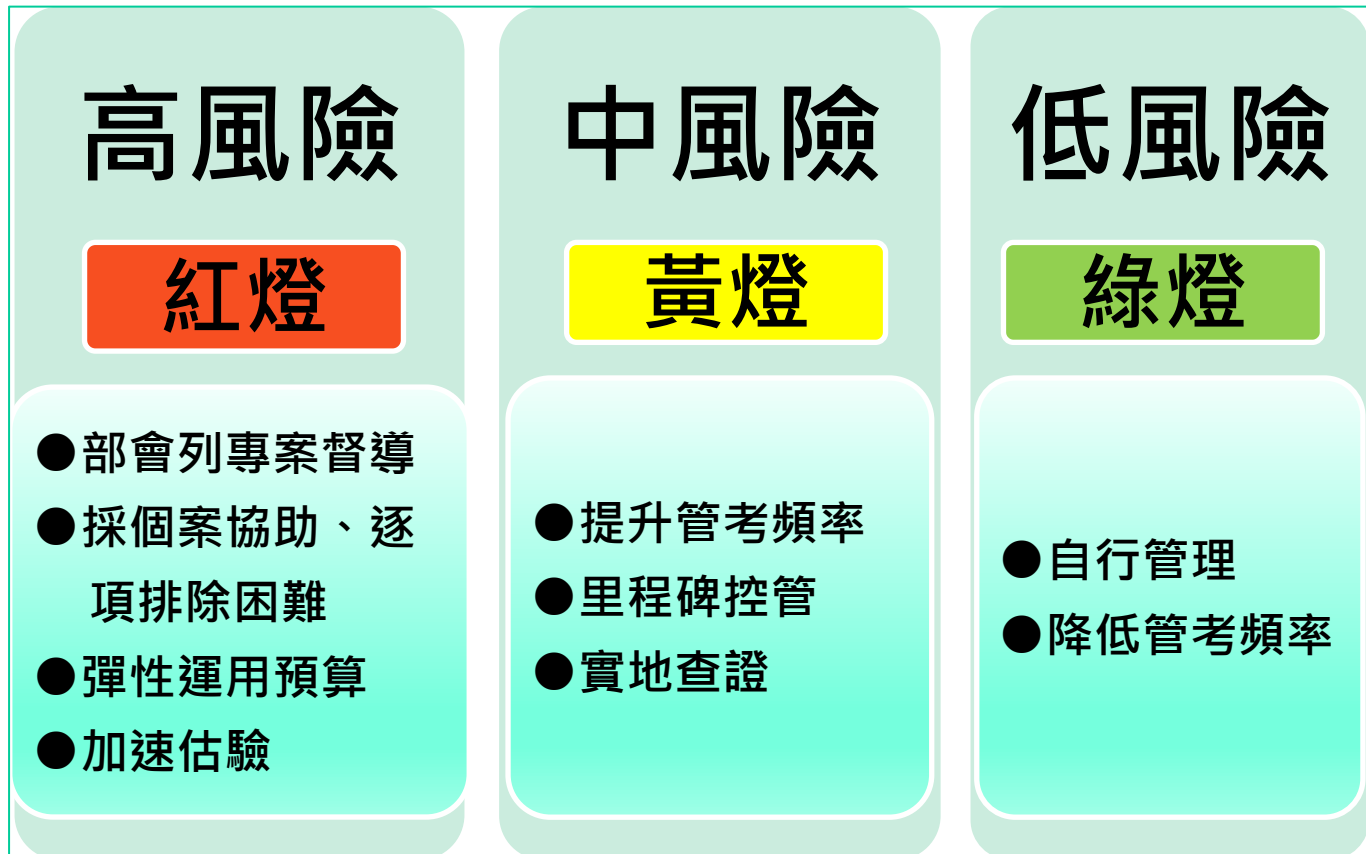 高風險
紅燈
●部會列專案督導
●採個案協助、逐
項排除困難
●彈性運用預算
●加速估驗
中風險
黃燈
●提升管考頻率
●里程碑控管
●實地查證
低風險
綠燈
●自行管理
●降低管考頻率